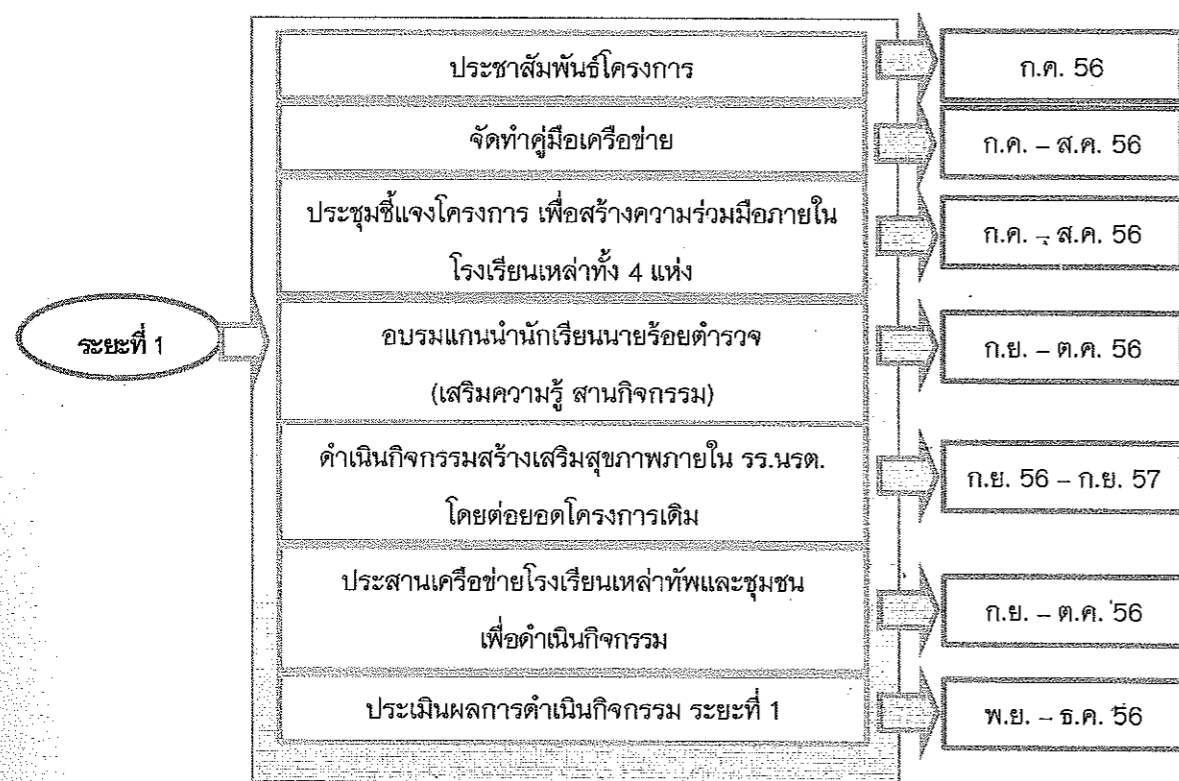 ประชาสัมพันธ์โครงการ
ก.ค. 56
จัดทำคู่มือเครือข่าย
ก.ค. – ส.ค. 56
ประชุมชี้แจงโครงการ เพื่อสร้างความร่วมมือภายใน
โรงเรียนเหล่าทั้ง 4 แห่ง
ก.ค. – ส.ค. 56
ระยะที่ 1
อบรมแกนนำนักเรียนนายร้อยตำรวจ
(เสริมความรู้ สานกิจกรรม)
ก.ย. – ต.ค. 56
ดำเนินกิจกรรมสร้างเสริมสุขภาพภายใน รร.นรต.
โดยต่อยอดโครงการเดิม
ก.ย. 56 – ก.ย. 57
ประสานเครือข่ายโรงเรียนเหล่าทัพและชุมชน
เพื่อดำเนินกิจกรรม
ก.ย. – ต.ค. 56
ประเมินผลการดำเนินกิจกรรม ระยะที่ 1
พ.ย. – ธ.ค. 56